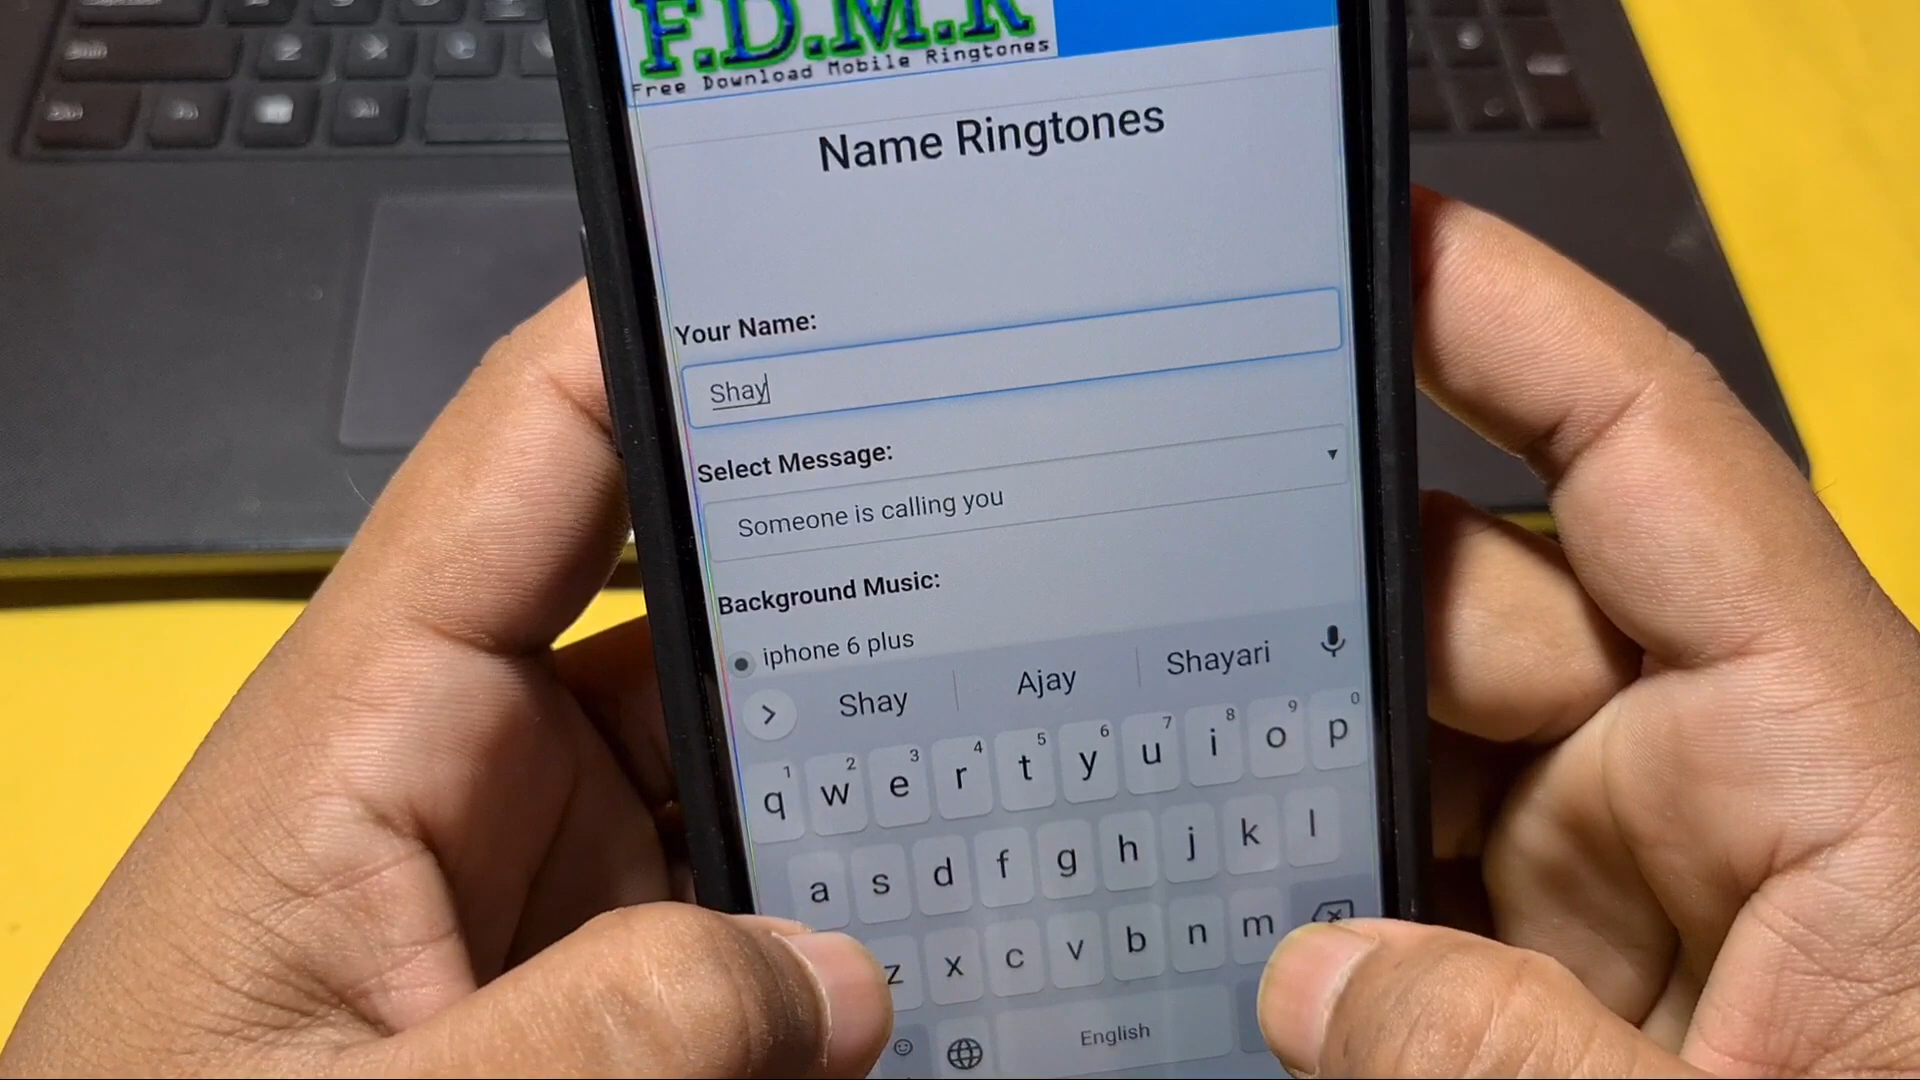 F.D.M.R
Free Download Mobile Ringtones
Name Ringtones
Your Name:
Shay
Select Message:
Someone is calling you
Background Music:
iphone 6 plus
Shay Ajay Shayari
1 2 3 4 5 6 7 8 9 0
q w e r t y u i o p
a s d f g h j k l
z x c v b n m
English